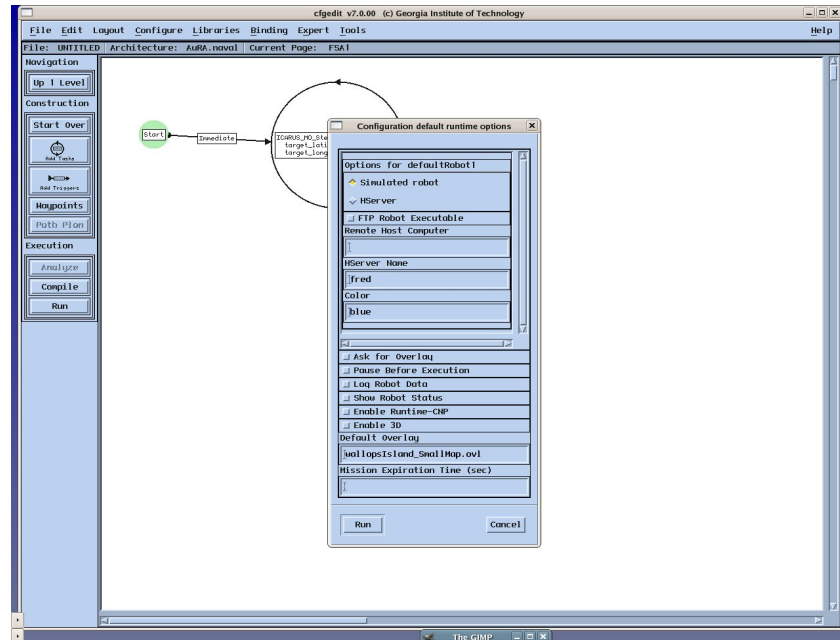 cfgedit v7.0.00 (c) Georgia Institute of Technology
File Edit Layout Configure Libraries Binding Expert Tools Help
File: UNTITLED Architecture: AuRA.naval Current Page: FSA1
Navigation
Up 1 Level
Construction
Start Over
Add Tasks
Add Triggers
Waypoints
Path Plan
Execution
Analyze
Compile
Run
Start
Immediate
ICARUS_MO_Ste
target_lati
target_long
Configuration default runtime options
Options for defaultRobot1
Simulated robot
HServer
FTP Robot Executable
Remote Host Computer
HServer Name
fred
Color
blue
Ask for Overlay
Pause Before Execution
Log Robot Data
Show Robot Status
Enable Runtime-CNP
Enable 3D
Default Overlay
wallopsIsland_SmallMap.ovl
Mission Expiration Time (sec)
Run Cancel
The GIMP